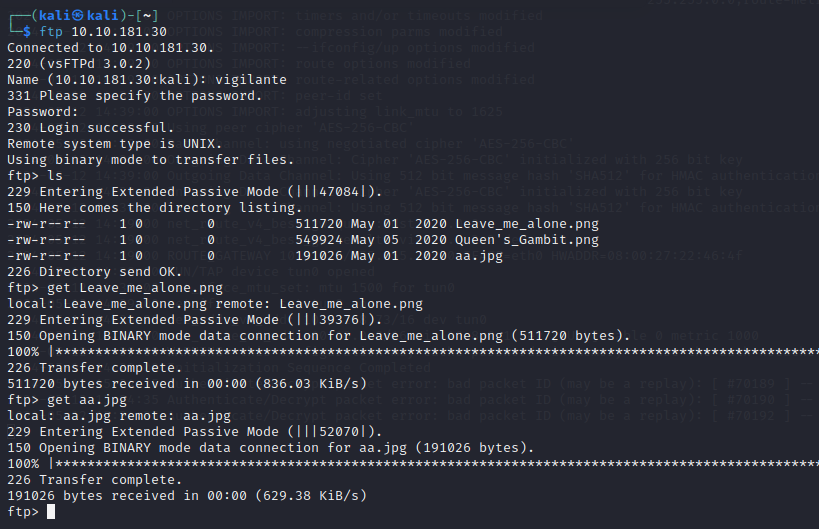 ┌──(kali㉿kali)-[~]
└─$ ftp 10.10.181.30
Connected to 10.10.181.30.
220 (vsFTPd 3.0.2)
Name (10.10.181.30:kali): vigilante
331 Please specify the password.
Password:
230 Login successful.
Remote system type is UNIX.
Using binary mode to transfer files.
ftp> ls
229 Entering Extended Passive Mode (|||47084|).
150 Here comes the directory listing.
-rw-r--r--    1 0        0          511720 May 01  2020 Leave_me_alone.png
-rw-r--r--    1 0        0          549924 May 05  2020 Queen's_Gambit.png
-rw-r--r--    1 0        0          191026 May 01  2020 aa.jpg
226 Directory send OK.
ftp> get Leave_me_alone.png
local: Leave_me_alone.png remote: Leave_me_alone.png
229 Entering Extended Passive Mode (|||39376|).
150 Opening BINARY mode data connection for Leave_me_alone.png (511720 bytes).
100% |***********************************************************************************************
226 Transfer complete.
511720 bytes received in 00:00 (836.03 KiB/s)
ftp> get aa.jpg
local: aa.jpg remote: aa.jpg
229 Entering Extended Passive Mode (|||52070|).
150 Opening BINARY mode data connection for aa.jpg (191026 bytes).
100% |***********************************************************************************************
226 Transfer complete.
191026 bytes received in 00:00 (629.38 KiB/s)
ftp>